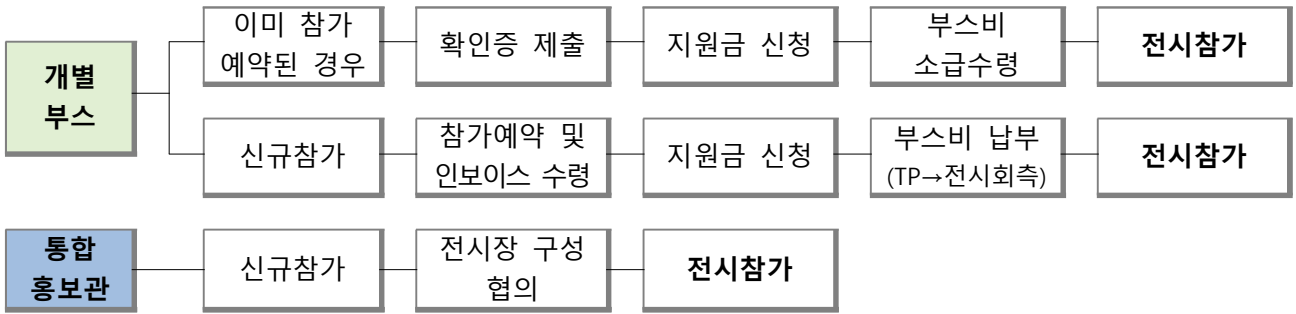 개별
부스
이미 참가
예약된 경우
확인증 제출
지원금 신청
부스비
소급수령
전시참가
신규참가
참가예약 및
인보이스 수령
지원금 신청
부스비 납부
(TP→전시회측)
전시참가
통합
홍보관
신규참가
전시장 구성
협의
전시참가